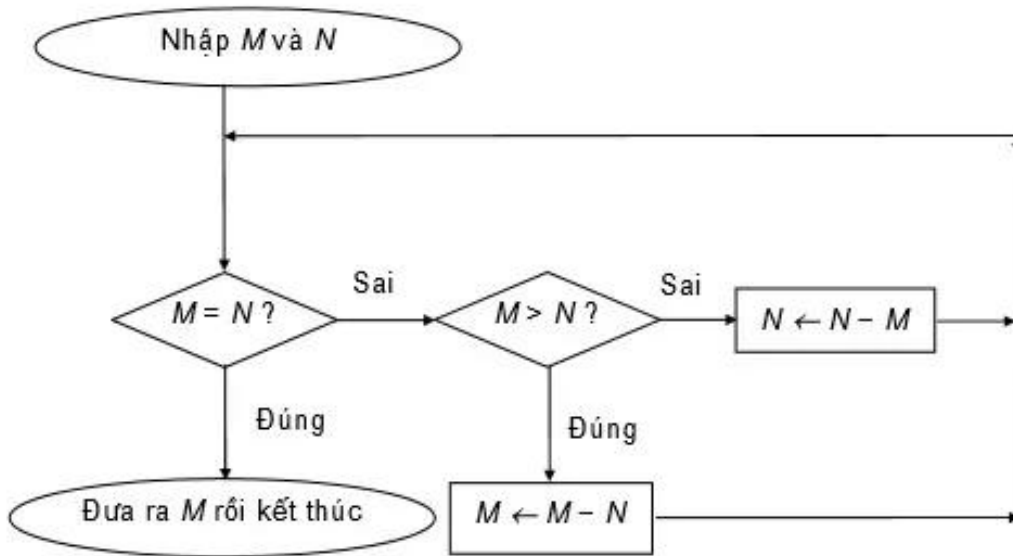 Nhập M và N
Sai
Sai
M = N ?
M > N ?
N ← N – M
Đúng
Đúng
Đưa ra M rồi kết thúc
M ← M – N